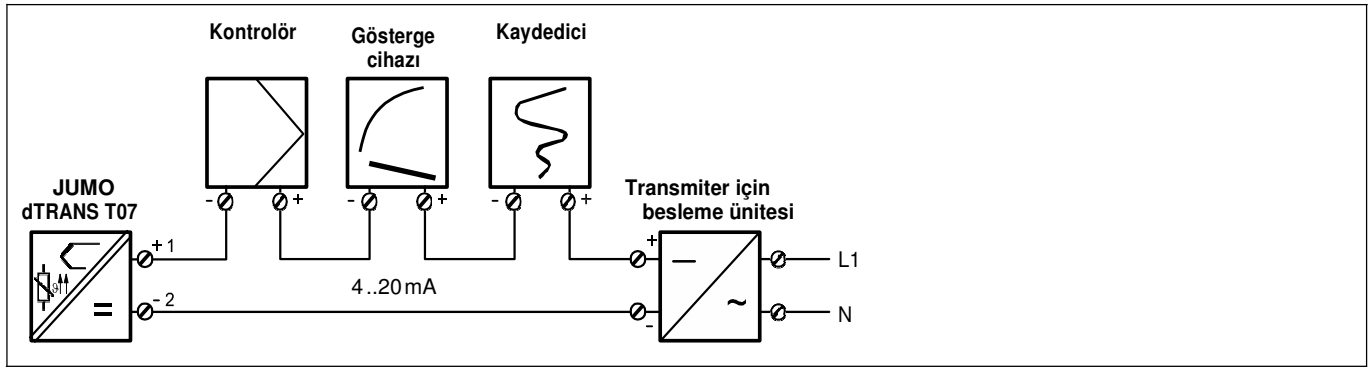 Kontrolör
Gösterge
cihazı
Kaydedici
- +
- +
- +
JUMO
dTRANS T07
Transmiter için
besleme ünitesi
+ 1
+
L1
ϑ
4 ..20 mA
- 2
-
~
N